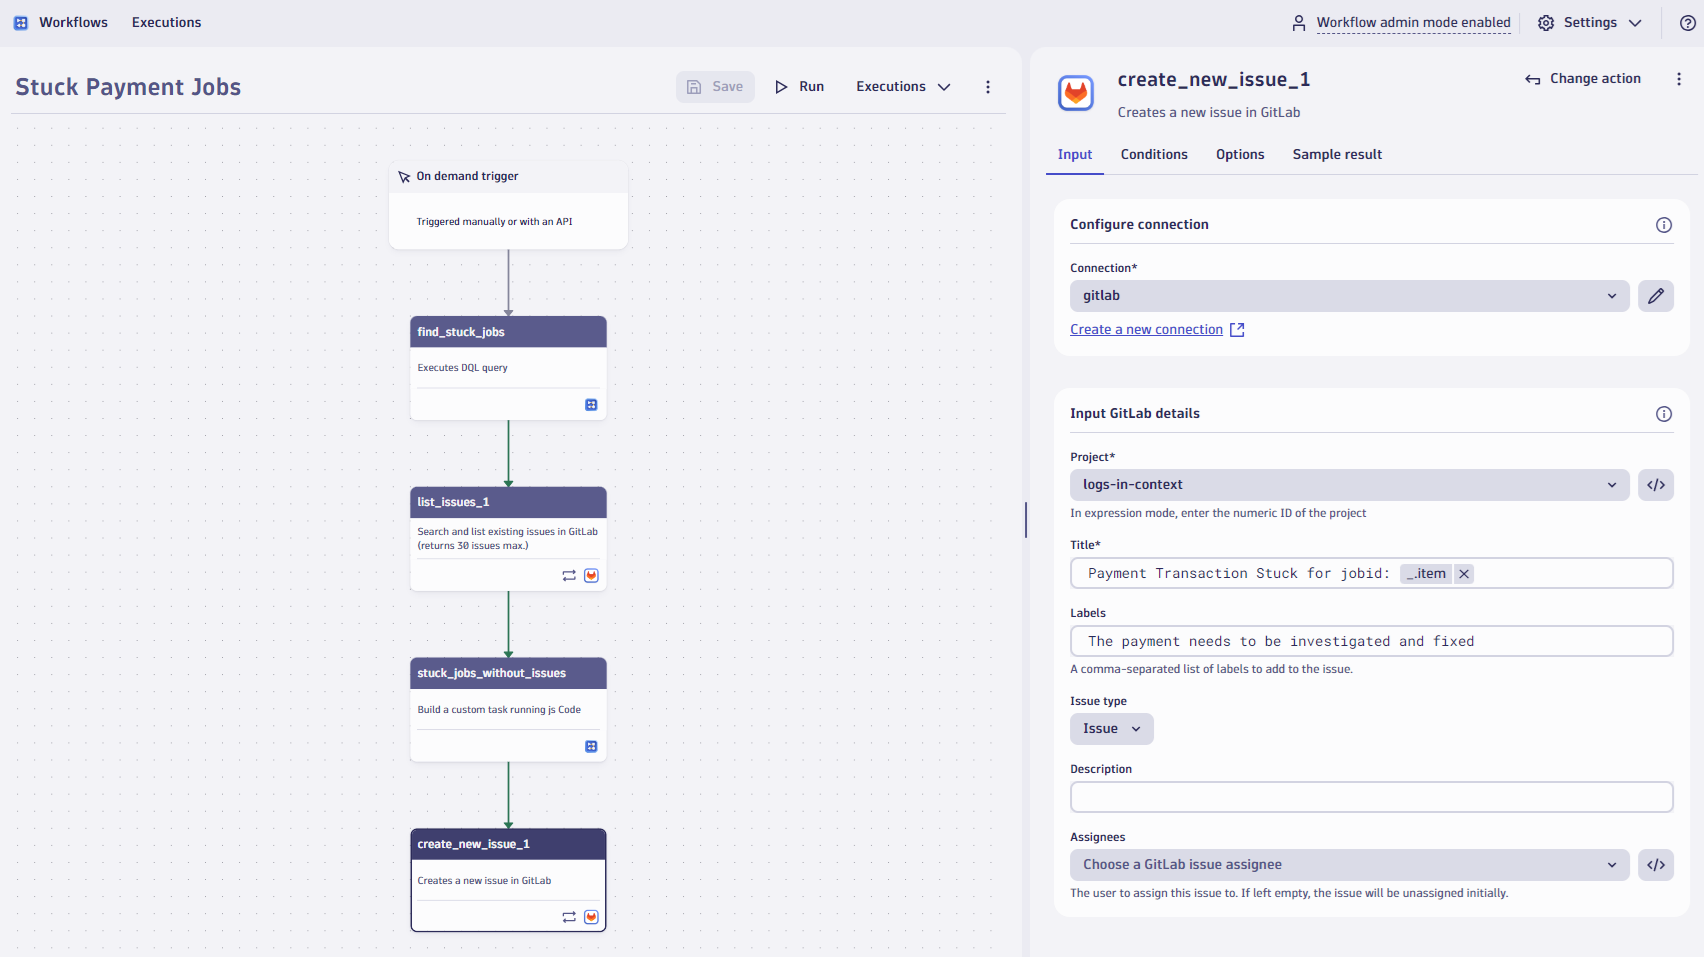 Workflows
Executions
Workflow admin mode enabled
Settings
Stuck Payment Jobs
Save
Run
Executions
On demand trigger
Triggered manually or with an API
find_stuck_jobs
Executes DQL query
list_issues_1
Search and list existing issues in GitLab
(returns 30 issues max.)
stuck_jobs_without_issues
Build a custom task running js Code
create_new_issue_1
Creates a new issue in GitLab
create_new_issue_1
Change action
Creates a new issue in GitLab
Input
Conditions
Options
Sample result
Configure connection
Connection*
gitlab
Create a new connection
Input GitLab details
Project*
logs-in-context
</>
In expression mode, enter the numeric ID of the project
Title*
Payment Transaction Stuck for jobid: _.item
Labels
The payment needs to be investigated and fixed
A comma-separated list of labels to add to the issue.
Issue type
Issue
Description
Assignees
Choose a GitLab issue assignee
</>
The user to assign this issue to. If left empty, the issue will be unassigned initially.